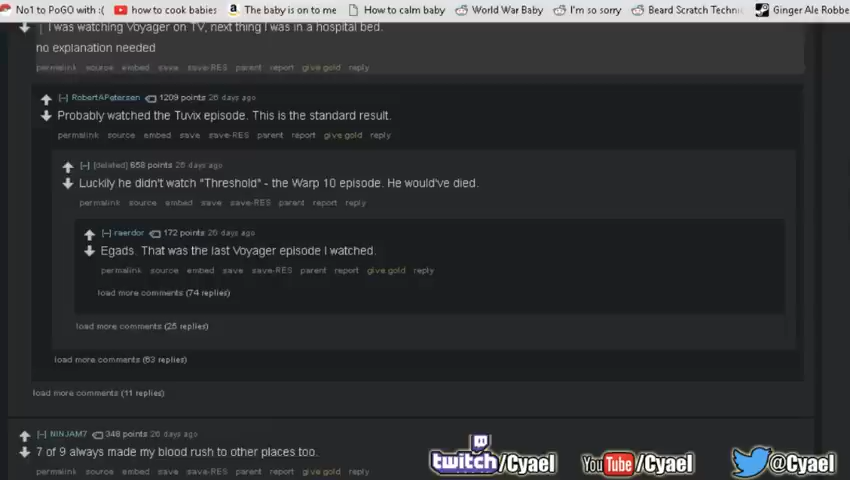 No1 to PoGO with :( how to cook babies The baby is on to me How to calm baby World War Baby I'm so sorry Beard Scratch Techni Ginger Ale Robbe
I was watching Voyager on TV, next thing I was in a hospital bed.
no explanation needed
permalink source embed save save-RES parent report give gold reply
[-] RobertAPetersen 1209 points 26 days ago
Probably watched the Tuvix episode. This is the standard result.
permalink source embed save save-RES parent report give gold reply
[-] [deleted] 658 points 26 days ago
Luckily he didn't watch "Threshold" - the Warp 10 episode. He would've died.
permalink source embed save save-RES parent report reply
[-] raerdor 172 points 26 days ago
Egads. That was the last Voyager episode I watched.
permalink source embed save save-RES parent report give gold reply
load more comments (74 replies)
load more comments (25 replies)
load more comments (63 replies)
load more comments (11 replies)
[-] NINJAM7 348 points 26 days ago
7 of 9 always made my blood rush to other places too.
permalink source embed save save-RES parent report give gold reply
twitch/Cyael YouTube/Cyael @Cyael